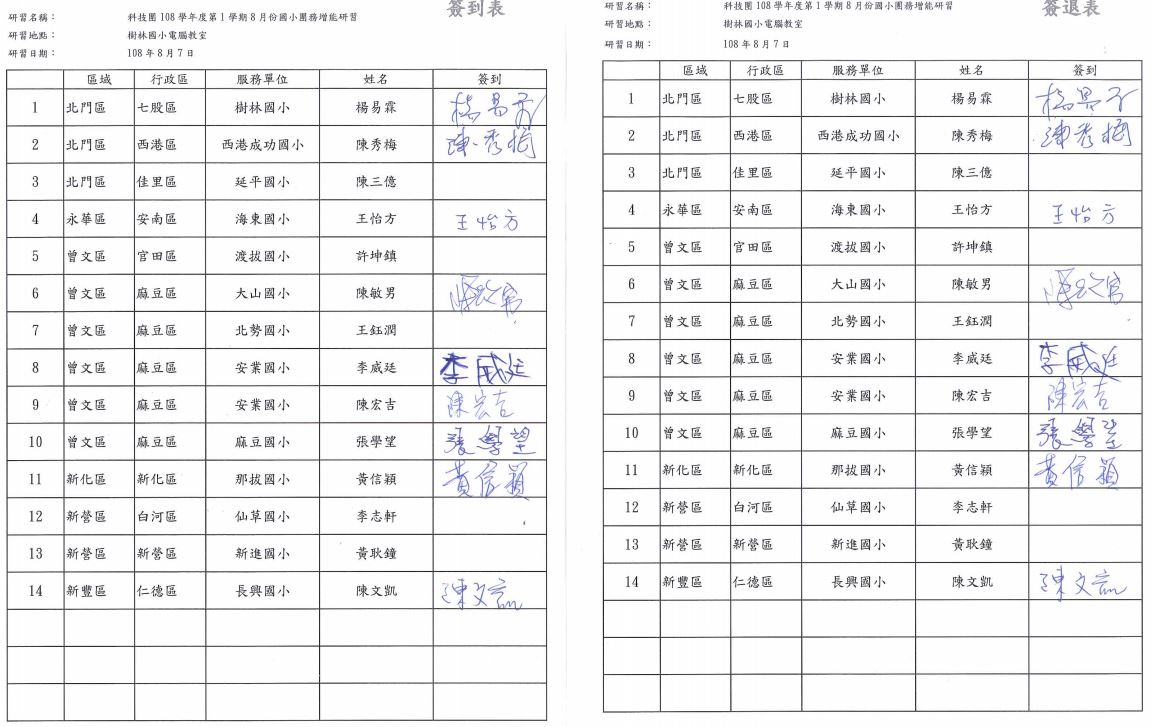 簽到表
研習名稱： 科技團 108 學年度第 1 學期 8 月份國小團務增能研習
研習地點： 樹林國小電腦教室
研習日期： 108 年 8 月 7 日
區域 行政區 服務單位 姓名 簽到
1 北門區 七股區 樹林國小 楊易霖
2 北門區 西港區 西港成功國小 陳秀梅 陳秀梅
3 北門區 佳里區 延平國小 陳三億
4 永華區 安南區 海東國小 王怡方 王怡方
5 曾文區 官田區 渡拔國小 許坤鎮
6 曾文區 麻豆區 大山國小 陳敏男
7 曾文區 麻豆區 北勢國小 王鈺潤
8 曾文區 麻豆區 安業國小 李威廷 李威廷
9 曾文區 麻豆區 安業國小 陳宏吉 陳宏吉
10 曾文區 麻豆區 麻豆國小 張學望 張學望
11 新化區 新化區 那拔國小 黃信穎 黃信穎
12 新營區 白河區 仙草國小 李志軒
13 新營區 新營區 新進國小 黃耿鐘
14 新豐區 仁德區 長興國小 陳文凱 陳文凱
簽退表
研習名稱： 科技團 108 學年度第 1 學期 8 月份國小團務增能研習
研習地點： 樹林國小電腦教室
研習日期： 108 年 8 月 7 日
區域 行政區 服務單位 姓名 簽到
1 北門區 七股區 樹林國小 楊易霖
2 北門區 西港區 西港成功國小 陳秀梅 陳秀梅
3 北門區 佳里區 延平國小 陳三億
4 永華區 安南區 海東國小 王怡方 王怡方
5 曾文區 官田區 渡拔國小 許坤鎮
6 曾文區 麻豆區 大山國小 陳敏男
7 曾文區 麻豆區 北勢國小 王鈺潤
8 曾文區 麻豆區 安業國小 李威廷 李威廷
9 曾文區 麻豆區 安業國小 陳宏吉 陳宏吉
10 曾文區 麻豆區 麻豆國小 張學望 張學望
11 新化區 新化區 那拔國小 黃信穎 黃信穎
12 新營區 白河區 仙草國小 李志軒
13 新營區 新營區 新進國小 黃耿鐘
14 新豐區 仁德區 長興國小 陳文凱 陳文凱